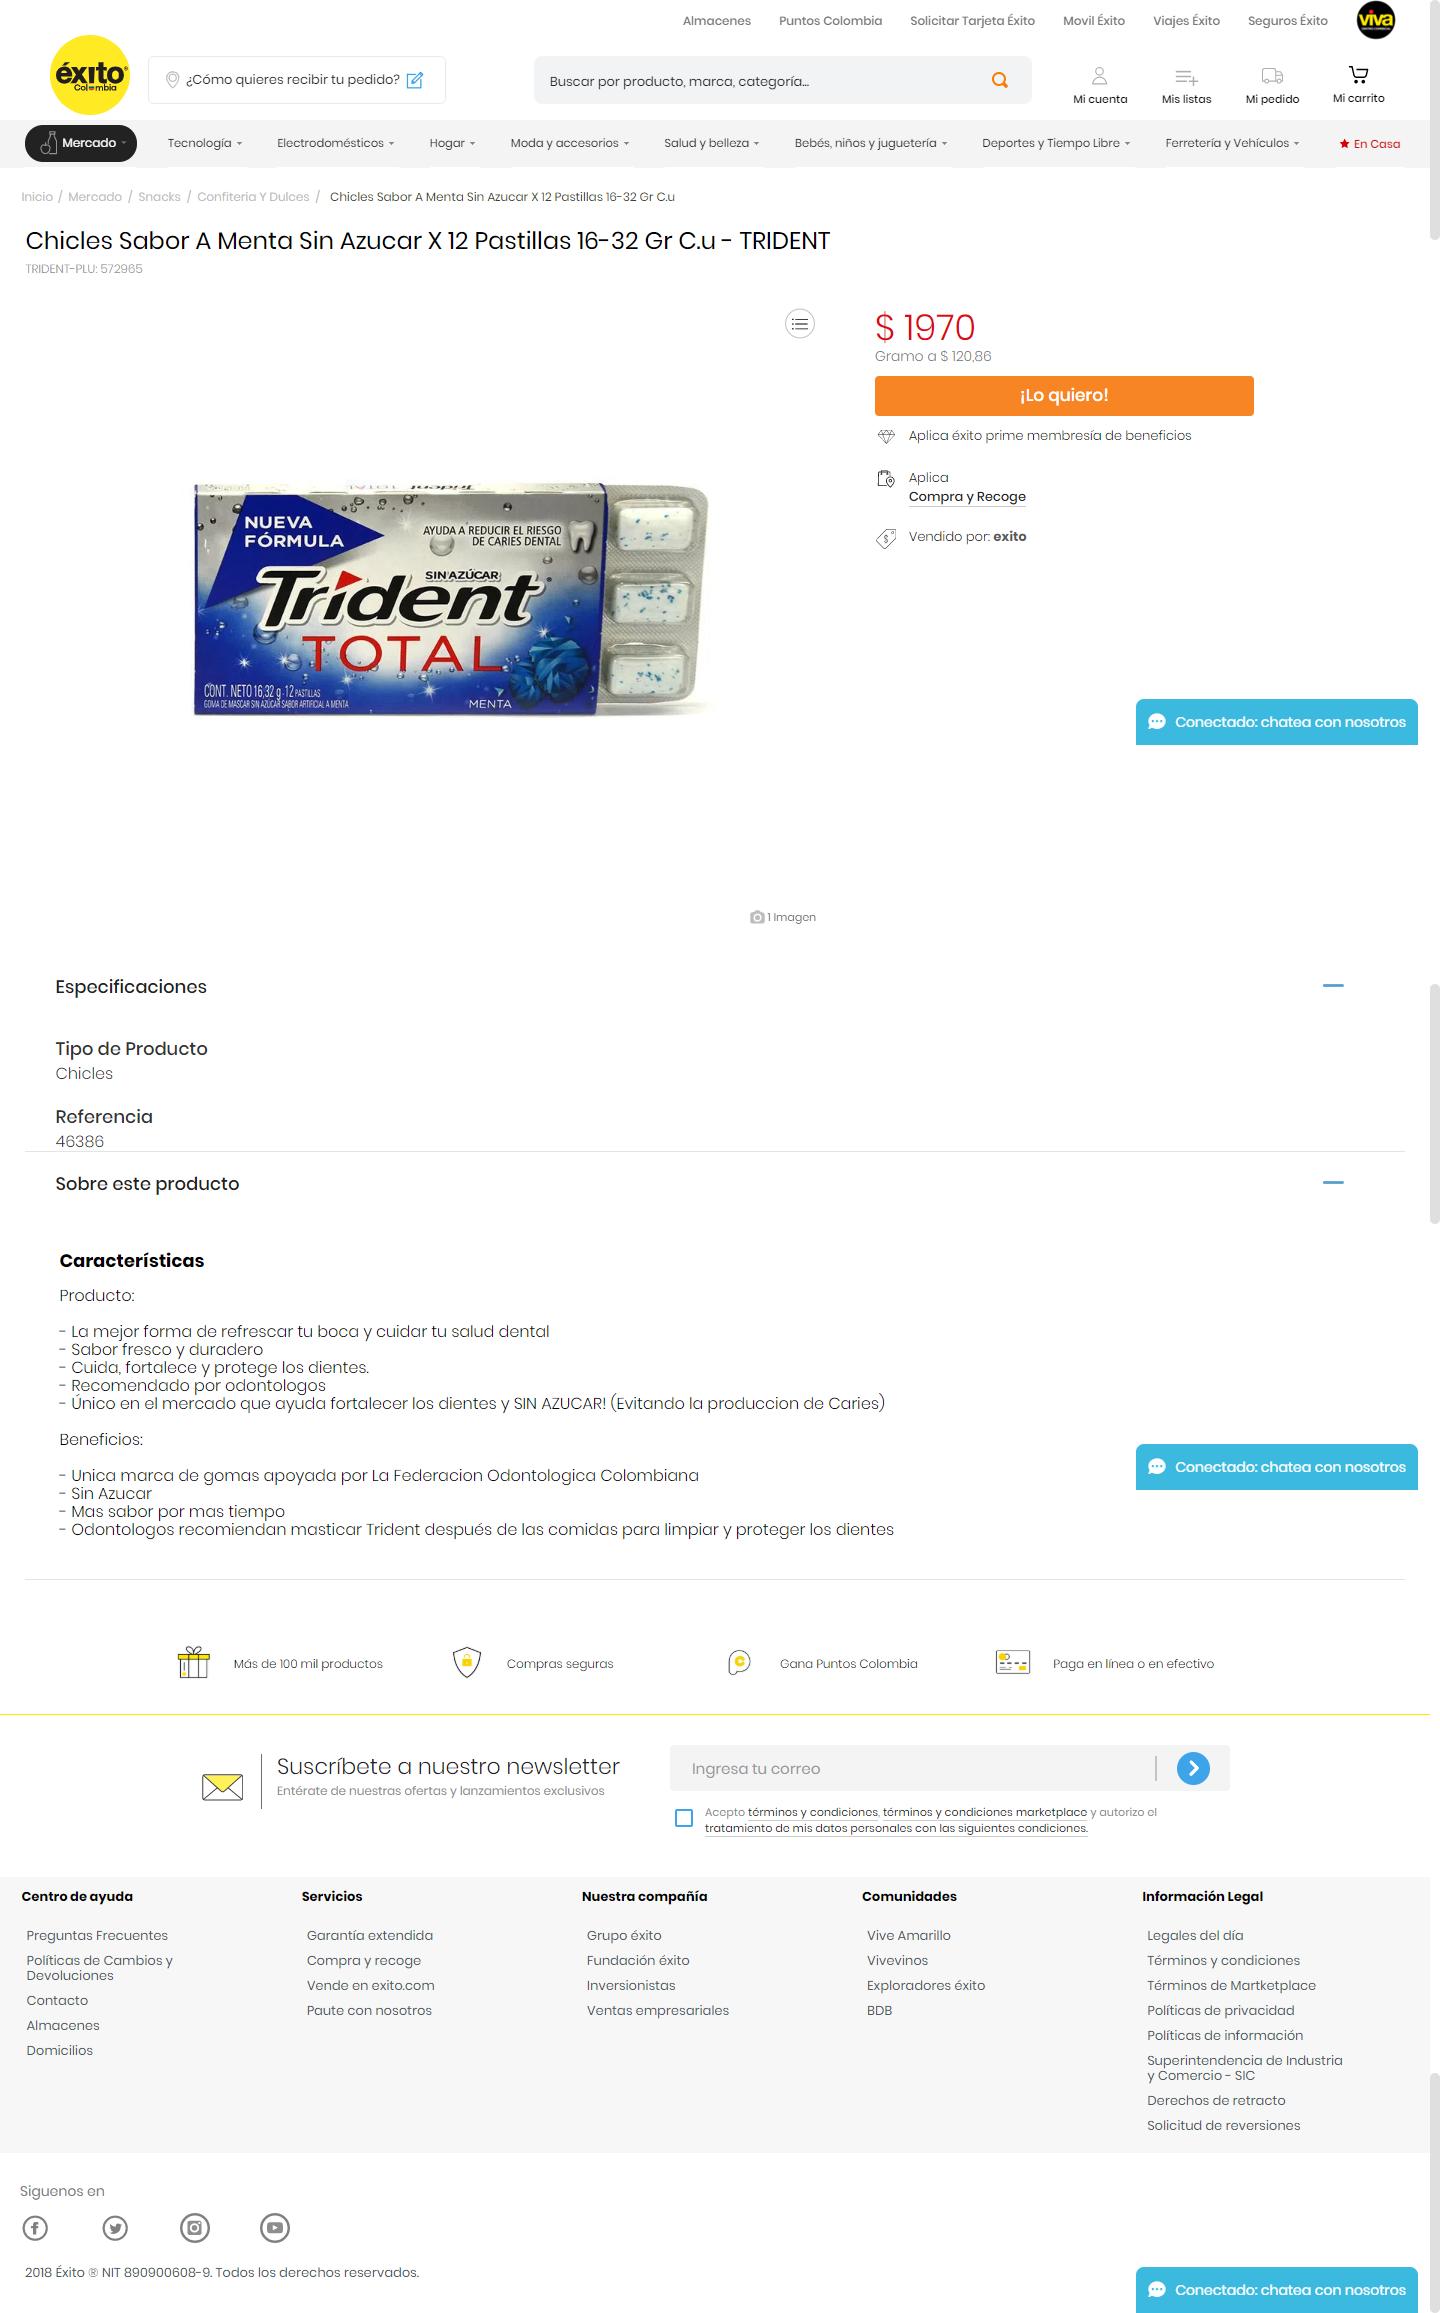 Almacenes Puntos Colombia Solicitar Tarjeta Éxito Movil Éxito Viajes Éxito Seguros Éxito viva
éxito
Colombia
¿Cómo quieres recibir tu pedido?
Buscar por producto, marca, categoría...
Mi cuenta Mis listas Mi pedido Mi carrito
Mercado Tecnología Electrodomésticos Hogar Moda y accesorios Salud y belleza Bebés, niños y juguetería Deportes y Tiempo Libre Ferretería y Vehículos En Casa
Inicio / Mercado / Snacks / Confiteria Y Dulces / Chicles Sabor A Menta Sin Azucar X 12 Pastillas 16-32 Gr C.u
Chicles Sabor A Menta Sin Azucar X 12 Pastillas 16-32 Gr C.u - TRIDENT
TRIDENT-PLU: 572965
NUEVA
FÓRMULA
AYUDA A REDUCIR EL RIESGO
DE CARIES DENTAL
SIN AZÚCAR
Trident
TOTAL
CONT. NETO 16,32 g - 12 PASTILLAS
GOMA DE MASCAR SIN AZÚCAR SABOR ARTIFICIAL A MENTA
MENTA
1 Imagen
$ 1970
Gramo a $ 120,86
¡Lo quiero!
Aplica éxito prime membresía de beneficios
Aplica
Compra y Recoge
Vendido por: exito
Conectado: chatea con nosotros
Especificaciones
Tipo de Producto
Chicles
Referencia
46386
Sobre este producto
Características
Producto:
- La mejor forma de refrescar tu boca y cuidar tu salud dental
- Sabor fresco y duradero
- Cuida, fortalece y protege los dientes.
- Recomendado por odontologos
- Único en el mercado que ayuda fortalecer los dientes y SIN AZUCAR! (Evitando la produccion de Caries)
Beneficios:
- Unica marca de gomas apoyada por La Federacion Odontologica Colombiana
- Sin Azucar
- Mas sabor por mas tiempo
- Odontologos recomiendan masticar Trident después de las comidas para limpiar y proteger los dientes
Conectado: chatea con nosotros
Más de 100 mil productos Compras seguras Gana Puntos Colombia Paga en línea o en efectivo
Suscríbete a nuestro newsletter
Entérate de nuestras ofertas y lanzamientos exclusivos
Ingresa tu correo
Acepto términos y condiciones, términos y condiciones marketplace y autorizo el
tratamiento de mis datos personales con las siguientes condiciones.
Centro de ayuda
Preguntas Frecuentes
Políticas de Cambios y
Devoluciones
Contacto
Almacenes
Domicilios
Servicios
Garantía extendida
Compra y recoge
Vende en exito.com
Paute con nosotros
Nuestra compañía
Grupo éxito
Fundación éxito
Inversionistas
Ventas empresariales
Comunidades
Vive Amarillo
Vivevinos
Exploradores éxito
BDB
Información Legal
Legales del día
Términos y condiciones
Términos de Martketplace
Políticas de privacidad
Políticas de información
Superintendencia de Industria
y Comercio - SIC
Derechos de retracto
Solicitud de reversiones
Siguenos en
2018 Éxito ® NIT 890900608-9. Todos los derechos reservados.
Conectado: chatea con nosotros